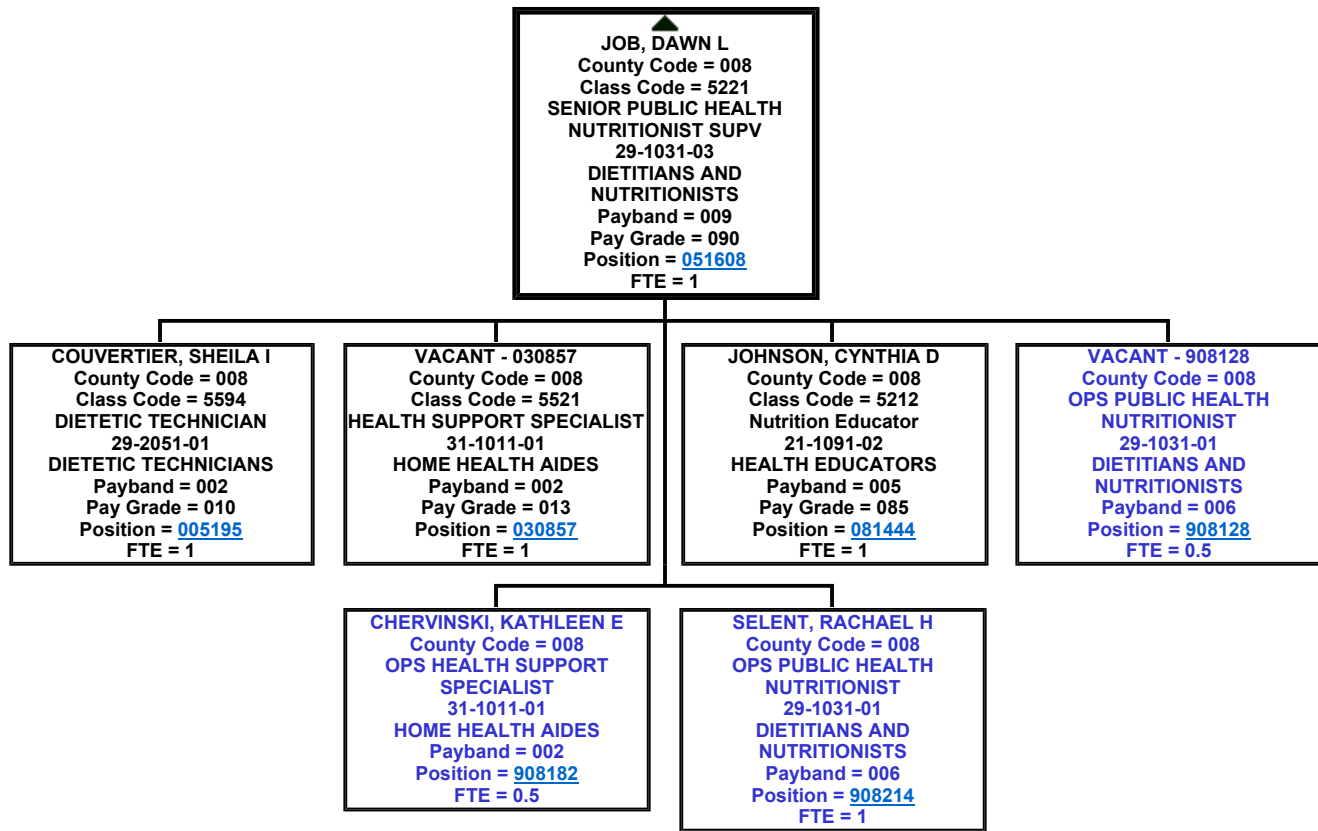 JOB, DAWN L
County Code = 008
Class Code = 5221
SENIOR PUBLIC HEALTH
NUTRITIONIST SUPV
29-1031-03
DIETITIANS AND
NUTRITIONISTS
Payband = 009
Pay Grade = 090
Position = 051608
FTE = 1
COUVERTIER, SHEILA I
County Code = 008
Class Code = 5594
DIETETIC TECHNICIAN
29-2051-01
DIETETIC TECHNICIANS
Payband = 002
Pay Grade = 010
Position = 005195
FTE = 1
VACANT - 030857
County Code = 008
Class Code = 5521
HEALTH SUPPORT SPECIALIST
31-1011-01
HOME HEALTH AIDES
Payband = 002
Pay Grade = 013
Position = 030857
FTE = 1
JOHNSON, CYNTHIA D
County Code = 008
Class Code = 5212
Nutrition Educator
21-1091-02
HEALTH EDUCATORS
Payband = 005
Pay Grade = 085
Position = 081444
FTE = 1
VACANT - 908128
County Code = 008
OPS PUBLIC HEALTH
NUTRITIONIST
29-1031-01
DIETITIANS AND
NUTRITIONISTS
Payband = 006
Position = 908128
FTE = 0.5
CHERVINSKI, KATHLEEN E
County Code = 008
OPS HEALTH SUPPORT
SPECIALIST
31-1011-01
HOME HEALTH AIDES
Payband = 002
Position = 908182
FTE = 0.5
SELENT, RACHAEL H
County Code = 008
OPS PUBLIC HEALTH
NUTRITIONIST
29-1031-01
DIETITIANS AND
NUTRITIONISTS
Payband = 006
Position = 908214
FTE = 1